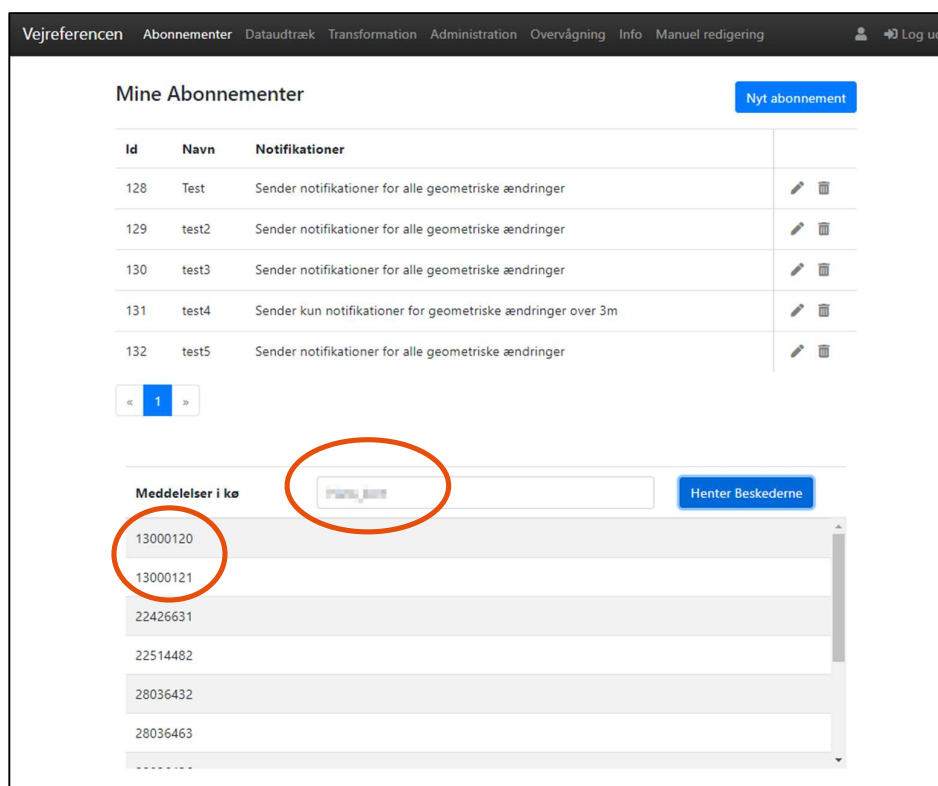 Vejreferencen Abonnementer Dataudtræk Transformation Administration Overvågning Info Manuel redigering Log ud
Mine Abonnementer Nyt abonnement
Id Navn Notifikationer
128 Test Sender notifikationer for alle geometriske ændringer
129 test2 Sender notifikationer for alle geometriske ændringer
130 test3 Sender notifikationer for alle geometriske ændringer
131 test4 Sender kun notifikationer for geometriske ændringer over 3m
132 test5 Sender notifikationer for alle geometriske ændringer
« 1 »
Meddelelser i kø Henter Beskederne
13000120
13000121
22426631
22514482
28036432
28036463